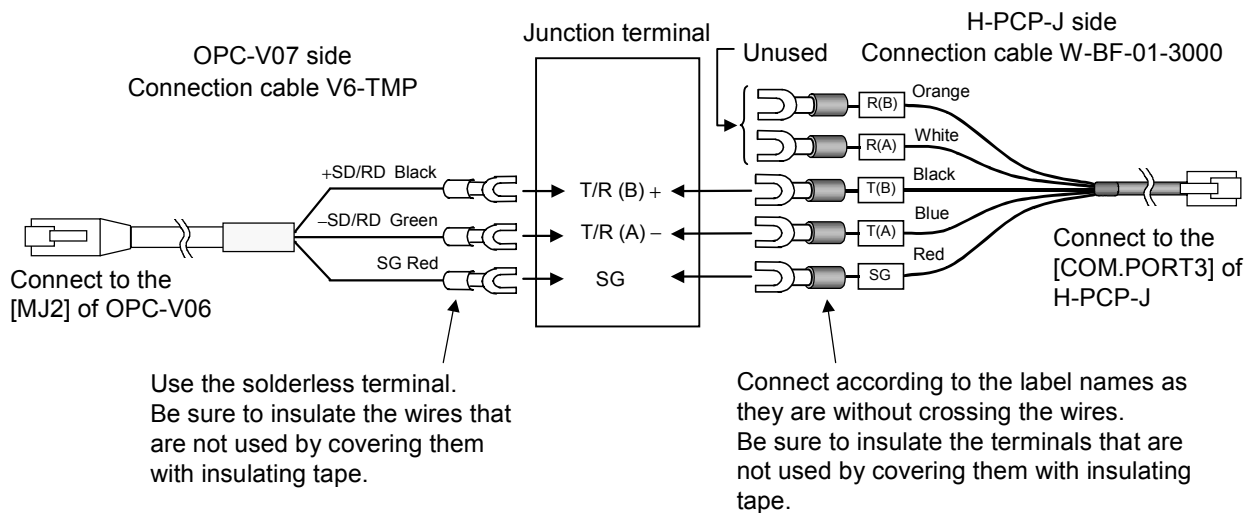 OPC-V07 side
Connection cable V6-TMP
Junction terminal
Unused
H-PCP-J side
Connection cable W-BF-01-3000
+SD/RD Black
−SD/RD Green
SG Red
Connect to the
[MJ2] of OPC-V06
T/R (B) +
T/R (A) −
SG
R(B)
Orange
R(A)
White
T(B)
Black
T(A)
Blue
SG
Red
Connect to the
[COM.PORT3] of
H-PCP-J
Use the solderless terminal.
Be sure to insulate the wires that
are not used by covering them
with insulating tape.
Connect according to the label names as
they are without crossing the wires.
Be sure to insulate the terminals that are
not used by covering them with insulating
tape.